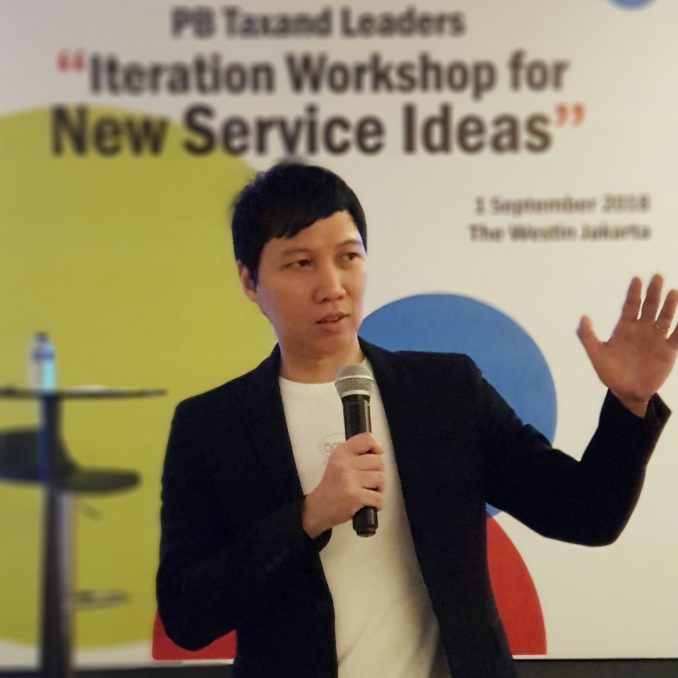 PB Taxand Leaders
“Iteration Workshop for
New Service Ideas”
1 September 2018
The Westin Jakarta